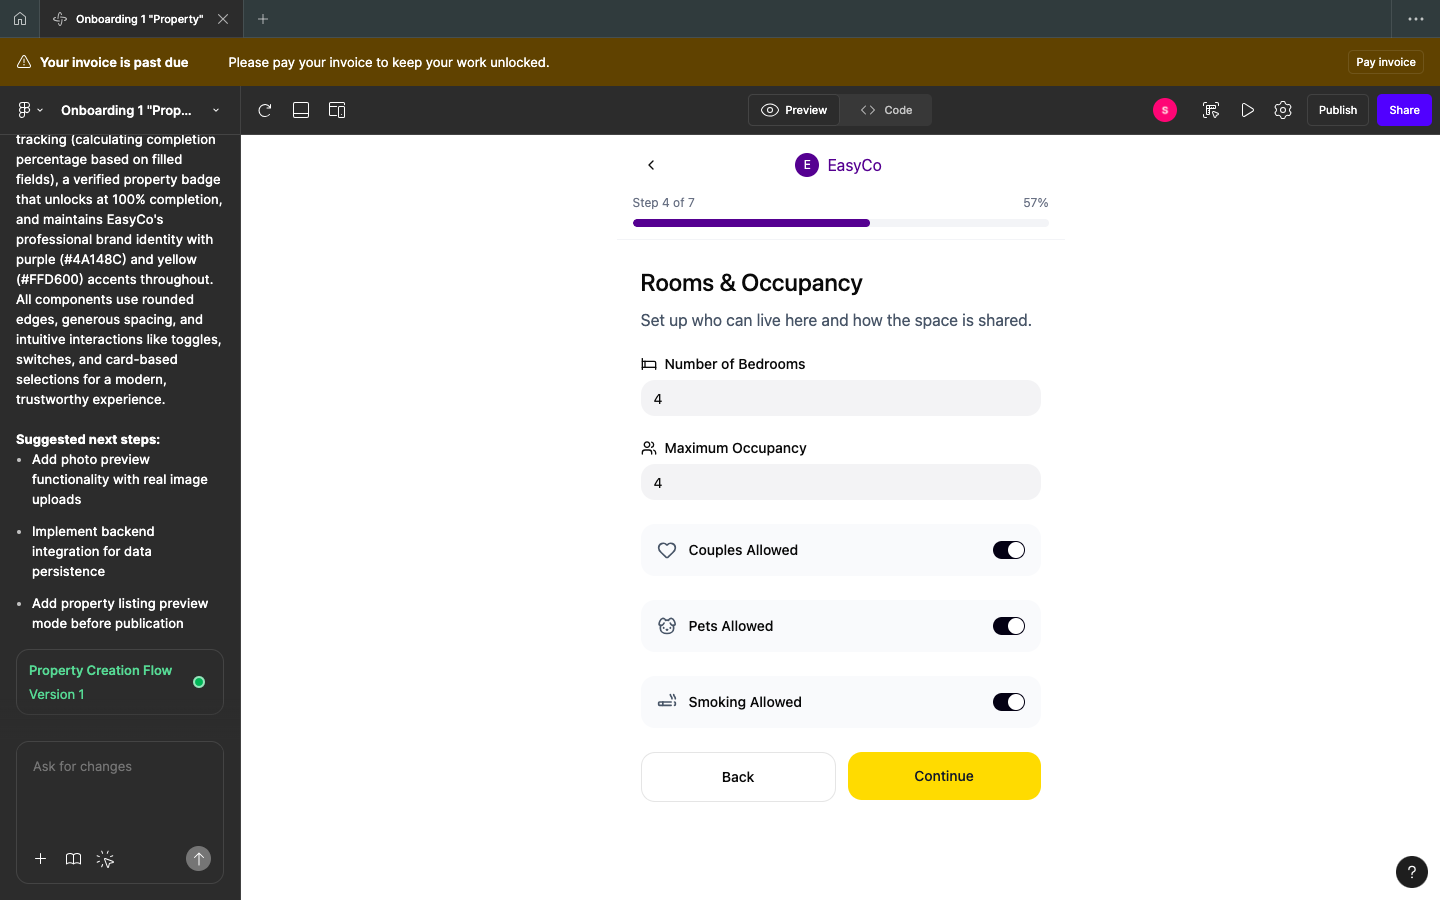 Onboarding 1 "Property"
Your invoice is past due
Please pay your invoice to keep your work unlocked.
Pay invoice
Onboarding 1 "Prop...
Preview
Code
S
Publish
Share
tracking (calculating completion
percentage based on filled
fields), a verified property badge
that unlocks at 100% completion,
and maintains EasyCo's
professional brand identity with
purple (#4A148C) and yellow
(#FFD600) accents throughout.
All components use rounded
edges, generous spacing, and
intuitive interactions like toggles,
switches, and card-based
selections for a modern,
trustworthy experience.
Suggested next steps:
• Add photo preview
functionality with real image
uploads
• Implement backend
integration for data
persistence
• Add property listing preview
mode before publication
Property Creation Flow
Version 1
Ask for changes
E EasyCo
Step 4 of 7
57%
Rooms & Occupancy
Set up who can live here and how the space is shared.
Number of Bedrooms
4
Maximum Occupancy
4
Couples Allowed
Pets Allowed
Smoking Allowed
Back
Continue
?